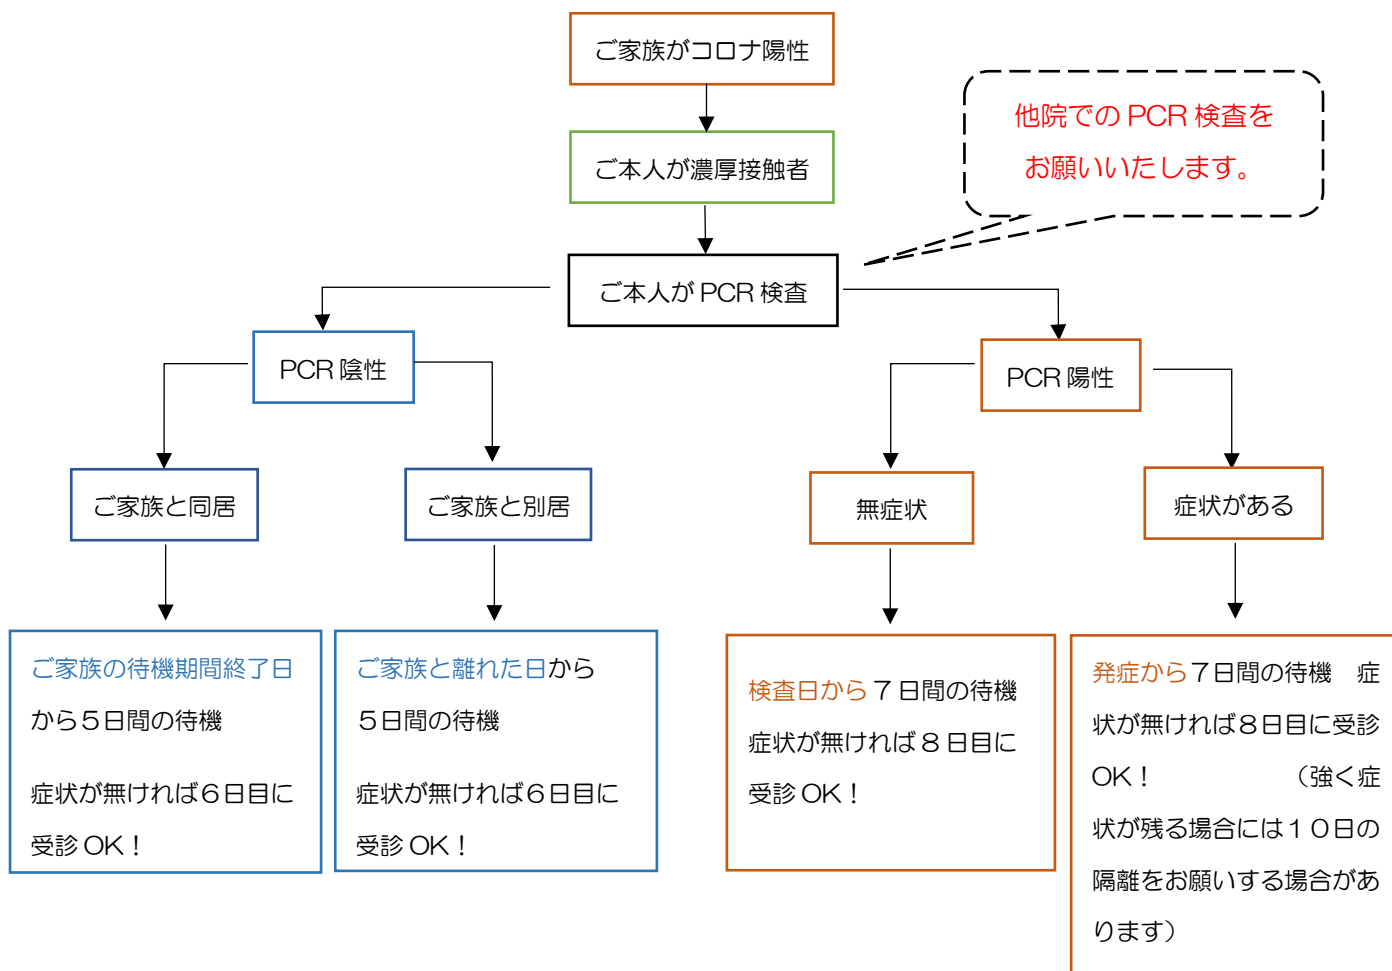 ご家族がコロナ陽性
他院での PCR 検査を
お願いいたします。
ご本人が濃厚接触者
ご本人が PCR 検査
PCR 陰性
PCR 陽性
ご家族と同居
ご家族と別居
無症状
症状がある
ご家族の待機期間終了日
から５日間の待機
症状が無ければ６日目に
受診 OK！
ご家族と離れた日から
５日間の待機
症状が無ければ６日目に
受診 OK！
検査日から７日間の待機
症状が無ければ８日目に
受診 OK！
発症から７日間の待機　症
状が無ければ８日目に受診
OK！　　　　　　（強く症
状が残る場合には１０日の
隔離をお願いする場合があ
ります）